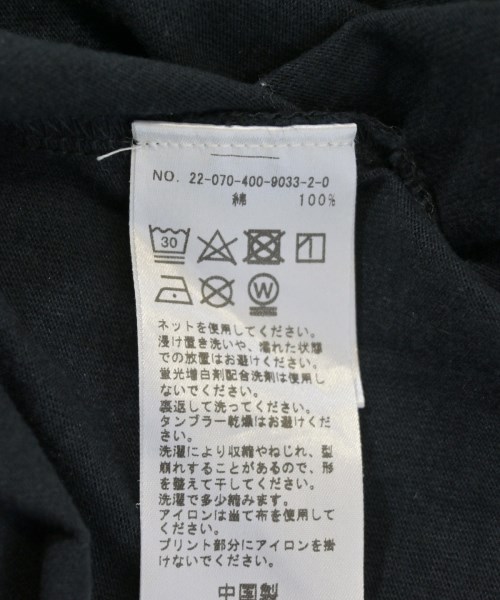 NO. 22-070-400-9033-2-0
綿 100%
30
W
ネットを使用してください。
浸け置き洗いや、濡れた状態
での放置はお避けください。
蛍光増白剤配合洗剤は使用し
ないでください。
裏返して洗ってください。
タンブラー乾燥はお避けくださ
い。
洗濯により収縮やねじれ、型
崩れすることがあるので、形
を整えて干してください。
洗濯で多少縮みます。
アイロンは当て布を使用して
ください。
プリント部分にアイロンを掛
けないでください。
中国製